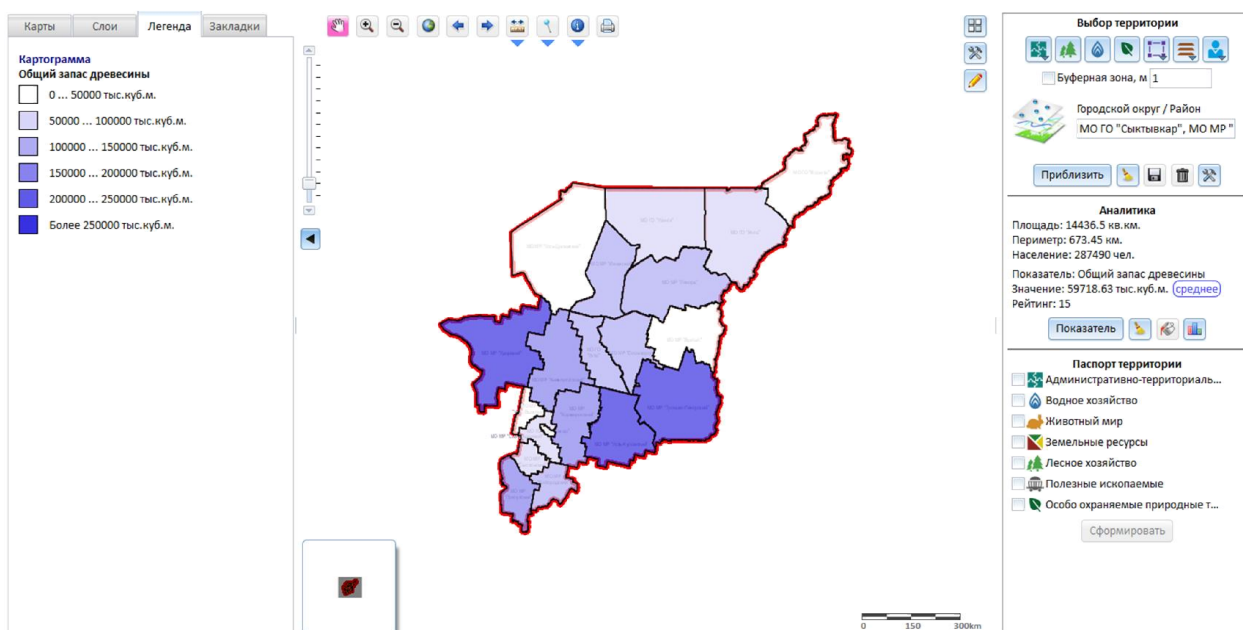 Карты Слои Легенда Закладки
Картограмма
Общий запас древесины
0 ... 50000 тыс.куб.м.
50000 ... 100000 тыс.куб.м.
100000 ... 150000 тыс.куб.м.
150000 ... 200000 тыс.куб.м.
200000 ... 250000 тыс.куб.м.
Более 250000 тыс.куб.м.
0 150 300km
Выбор территории
Буферная зона, м 1
Городской округ / Район
МО ГО "Сыктывкар", МО МР "
Приблизить
Аналитика
Площадь: 14436.5 кв.км.
Периметр: 673.45 км.
Население: 287490 чел.
Показатель: Общий запас древесины
Значение: 59718.63 тыс.куб.м. среднее
Рейтинг: 15
Показатель
Паспорт территории
Административно-территориаль...
Водное хозяйство
Животный мир
Земельные ресурсы
Лесное хозяйство
Полезные ископаемые
Особо охраняемые природные т...
Сформировать